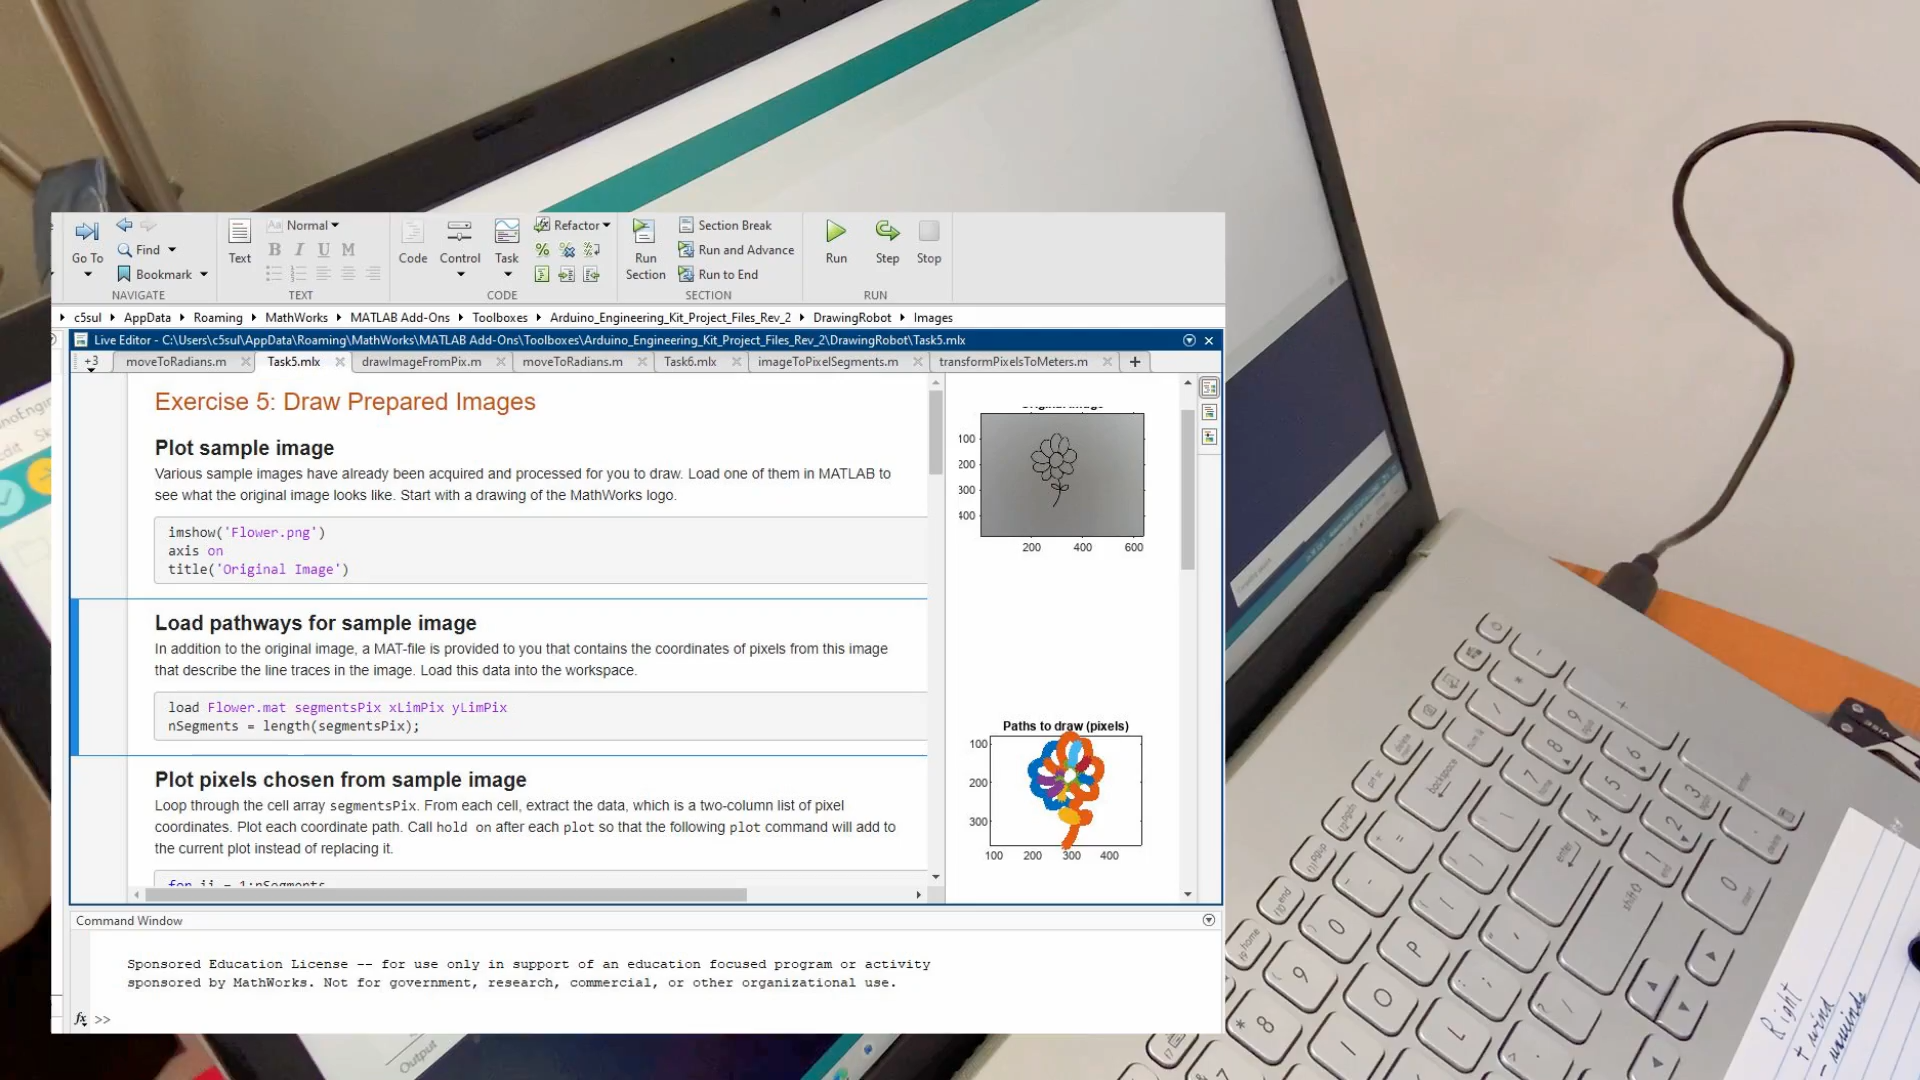 Go To
Find
Bookmark
NAVIGATE
Text
Aa Normal
B I U M
TEXT
Code
Control
Task
Refactor
CODE
Run Section
Section Break
Run and Advance
Run to End
SECTION
Run
Step
Stop
RUN
c5sul AppData Roaming MathWorks MATLAB Add-Ons Toolboxes Arduino_Engineering_Kit_Project_Files_Rev_2 DrawingRobot Images
Live Editor - C:\Users\c5sul\AppData\Roaming\MathWorks\MATLAB Add-Ons\Toolboxes\Arduino_Engineering_Kit_Project_Files_Rev_2\DrawingRobot\Task5.mlx
+3 moveToRadians.m Task5.mlx drawImageFromPix.m moveToRadians.m Task6.mlx imageToPixelSegments.m transformPixelsToMeters.m +
Exercise 5: Draw Prepared Images
Plot sample image
Various sample images have already been acquired and processed for you to draw. Load one of them in MATLAB to
see what the original image looks like. Start with a drawing of the MathWorks logo.
imshow('Flower.png')
axis on
title('Original Image')
Load pathways for sample image
In addition to the original image, a MAT-file is provided to you that contains the coordinates of pixels from this image
that describe the line traces in the image. Load this data into the workspace.
load Flower.mat segmentsPix xLimPix yLimPix
nSegments = length(segmentsPix);
Plot pixels chosen from sample image
Loop through the cell array segmentsPix. From each cell, extract the data, which is a two-column list of pixel
coordinates. Plot each coordinate path. Call hold on after each plot so that the following plot command will add to
the current plot instead of replacing it.
for ii = 1:nSegments
100
200
300
400
200 400 600
Paths to draw (pixels)
100
200
300
100 200 300 400
Command Window
Sponsored Education License -- for use only in support of an education focused program or activity
sponsored by MathWorks. Not for government, research, commercial, or other organizational use.
fx >>
Output
Right
+ wind
- unwinds